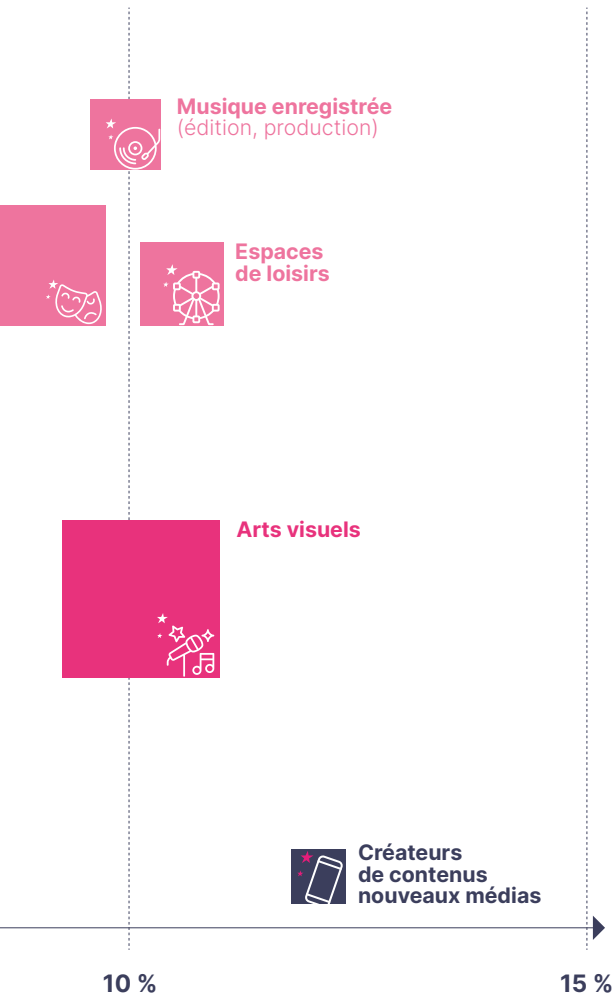 Musique enregistrée
(édition, production)
Espaces
de loisirs
Arts visuels
Créateurs
de contenus
nouveaux médias
10 %
15 %